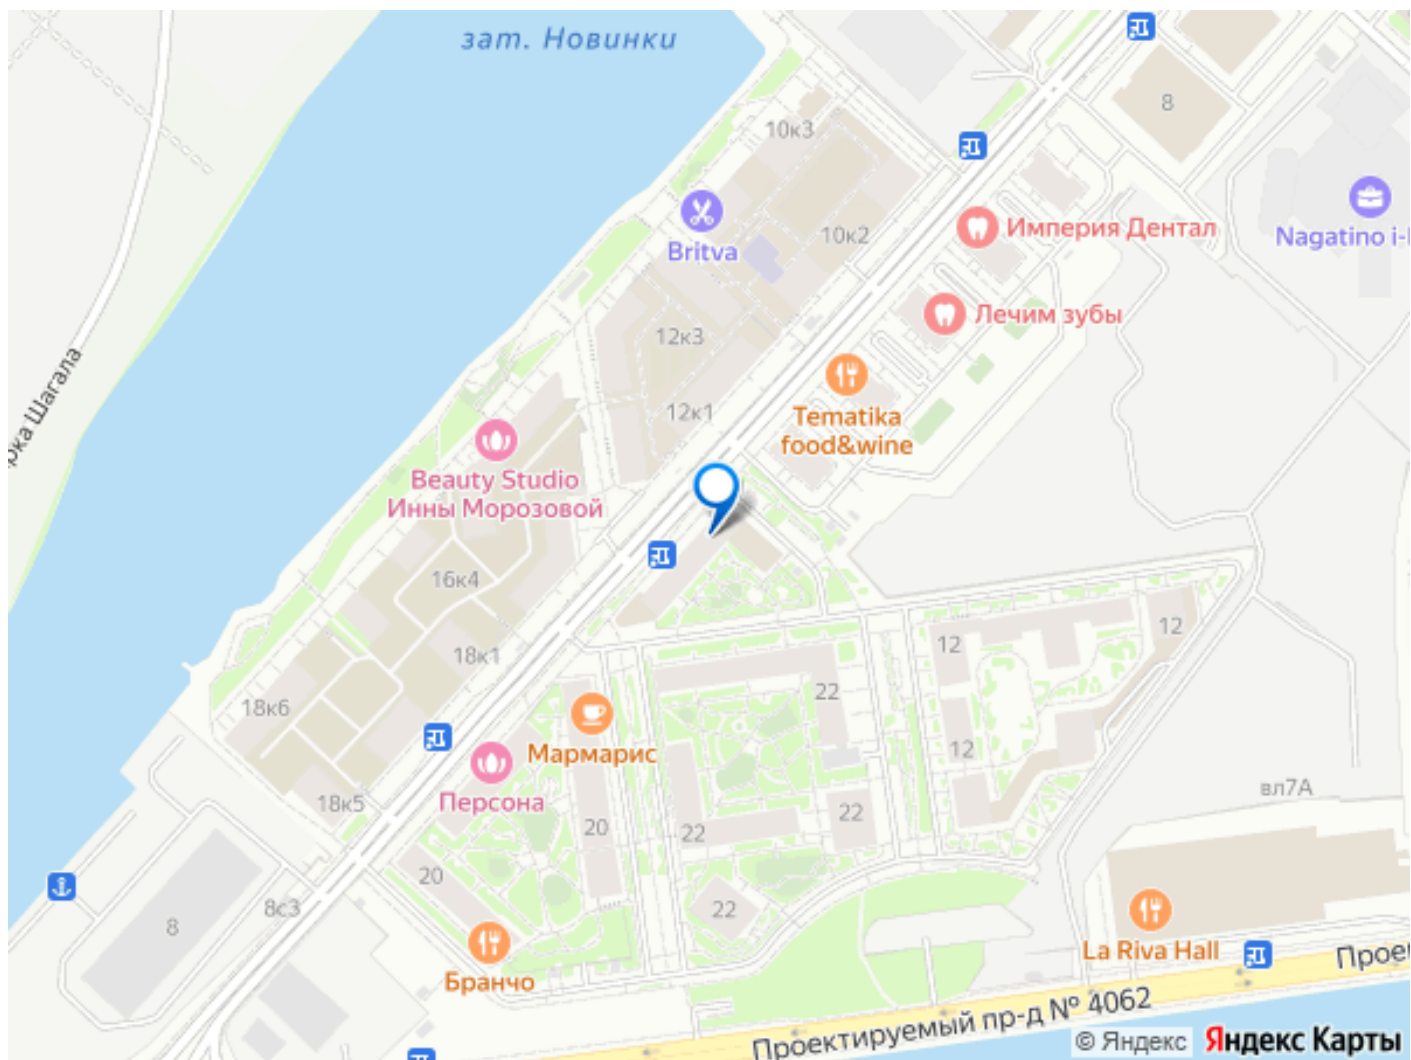 зат. Новинки
8
10к3
Britva
10к2
Империя Дентал
Nagatino i-
Лечим зубы
12к3
рка Шагала
12к1
Tematika
food&wine
Beauty Studio
Инны Морозовой
16к4
18к1
12
12
18к6
22
Мармарис
12
Персона
18к5
вл7А
20
22
22
20
22
8с3
8
Бранчо
La Riva Hall
Прое
Проектируемый пр-д № 4062
© Яндекс
Яндекс Карты